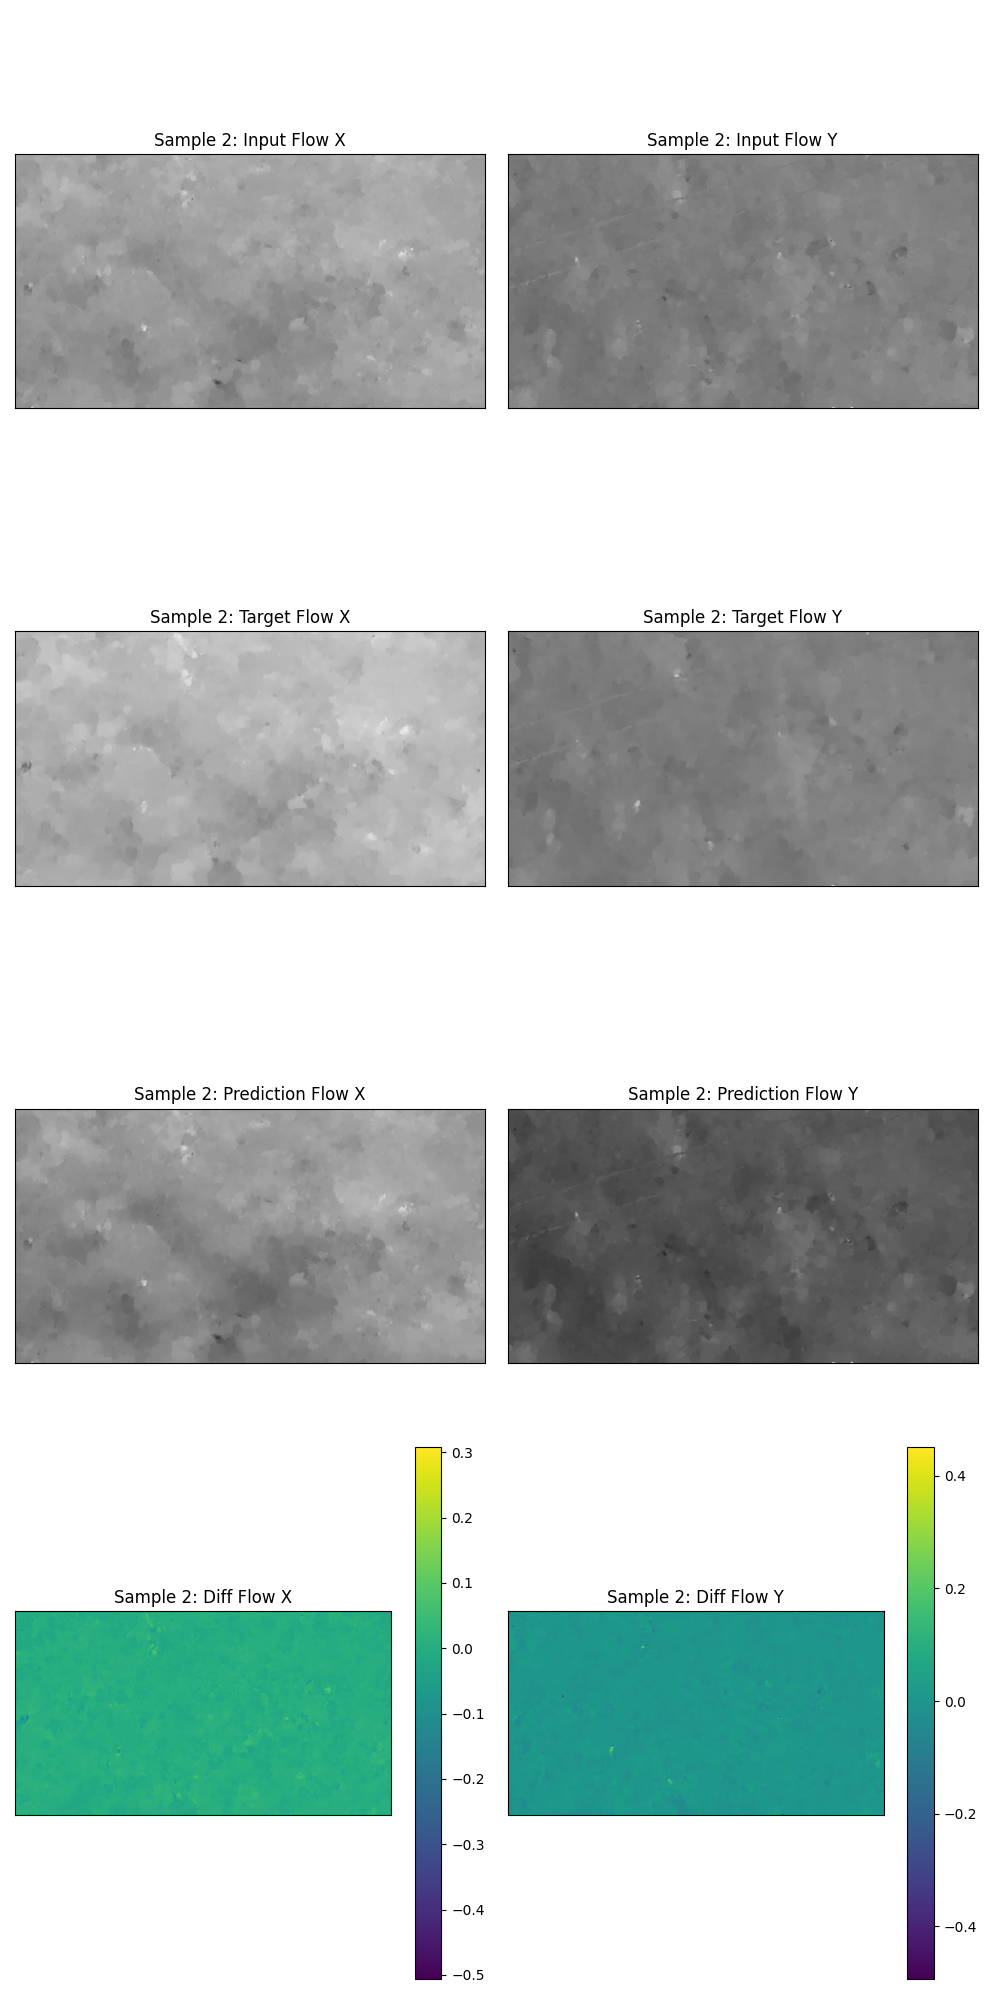 Sample 2: Input Flow X
Sample 2: Input Flow Y
Sample 2: Target Flow X
Sample 2: Target Flow Y
Sample 2: Prediction Flow X
Sample 2: Prediction Flow Y
Sample 2: Diff Flow X
0.3
0.2
0.1
0.0
−0.1
−0.2
−0.3
−0.4
−0.5
Sample 2: Diff Flow Y
0.4
0.2
0.0
−0.2
−0.4